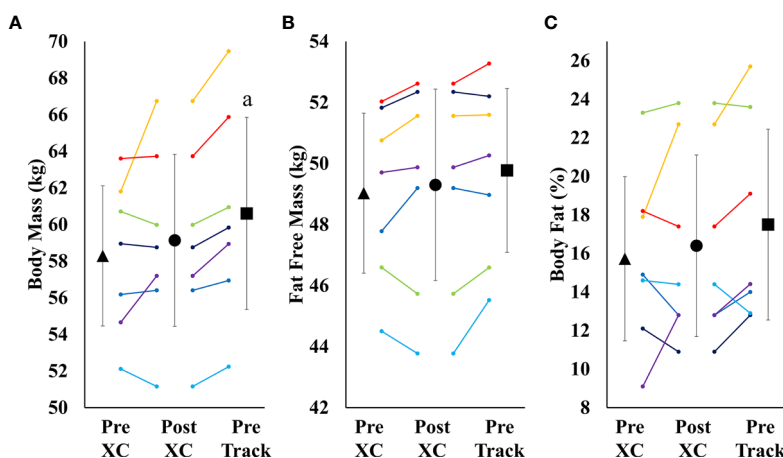 A
B
C
Body Mass (kg)
70
68
66
64
62
60
58
56
54
52
50
a
Pre Post Pre
XC XC Track
Fat Free Mass (kg)
54
52
50
48
46
44
42
Pre Post Pre
XC XC Track
Body Fat (%)
26
24
22
20
18
16
14
12
10
8
Pre Post Pre
XC XC Track